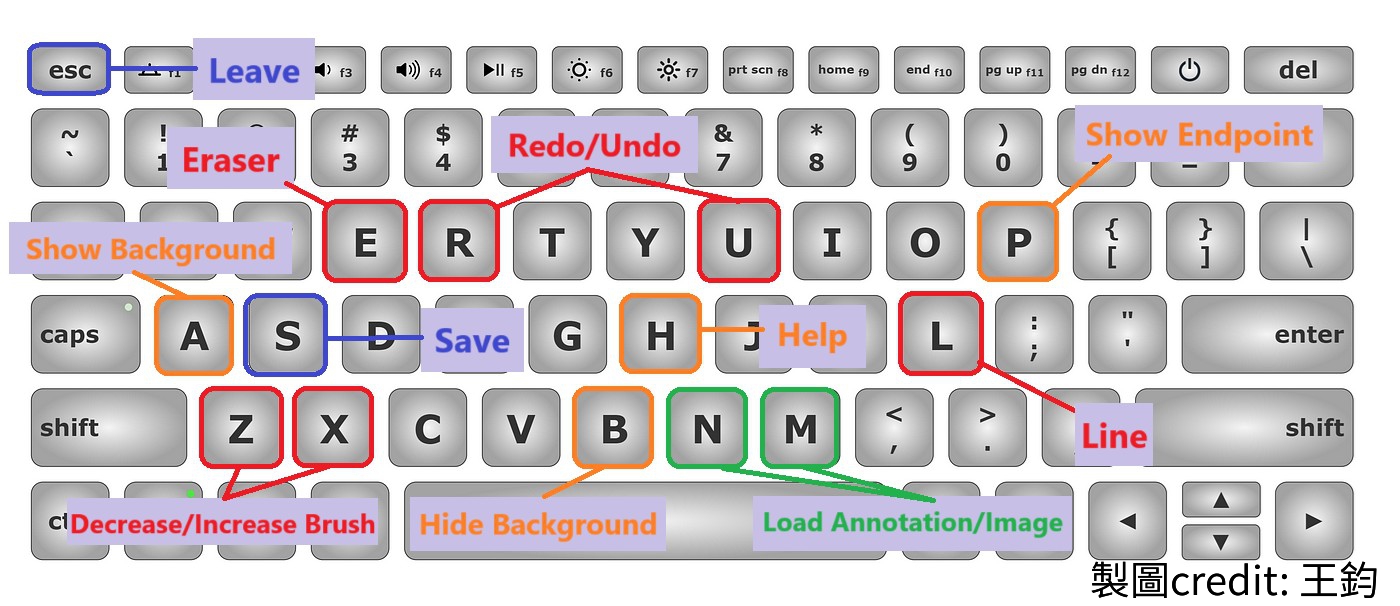 esc
f1
Leave
f3
f4
f5
f6
f7
prt scn f8
home f9
end f10
pg up f11
pg dn f12
del
~
`
!
1
#
3
$
4
&
7
*
8
(
9
)
0
Eraser
Redo/Undo
Show Endpoint
Show Background
E
R
T
Y
U
I
O
P
{
[
}
]
|
\
caps
A
S
D
Save
G
H
J
Help
L
:
;
"
'
enter
shift
Z
X
C
V
B
N
M
<
,
>
.
Line
shift
Decrease/Increase Brush
Hide Background
Load Annotation/Image
◀
▲
▼
▶
製圖credit: 王鈞